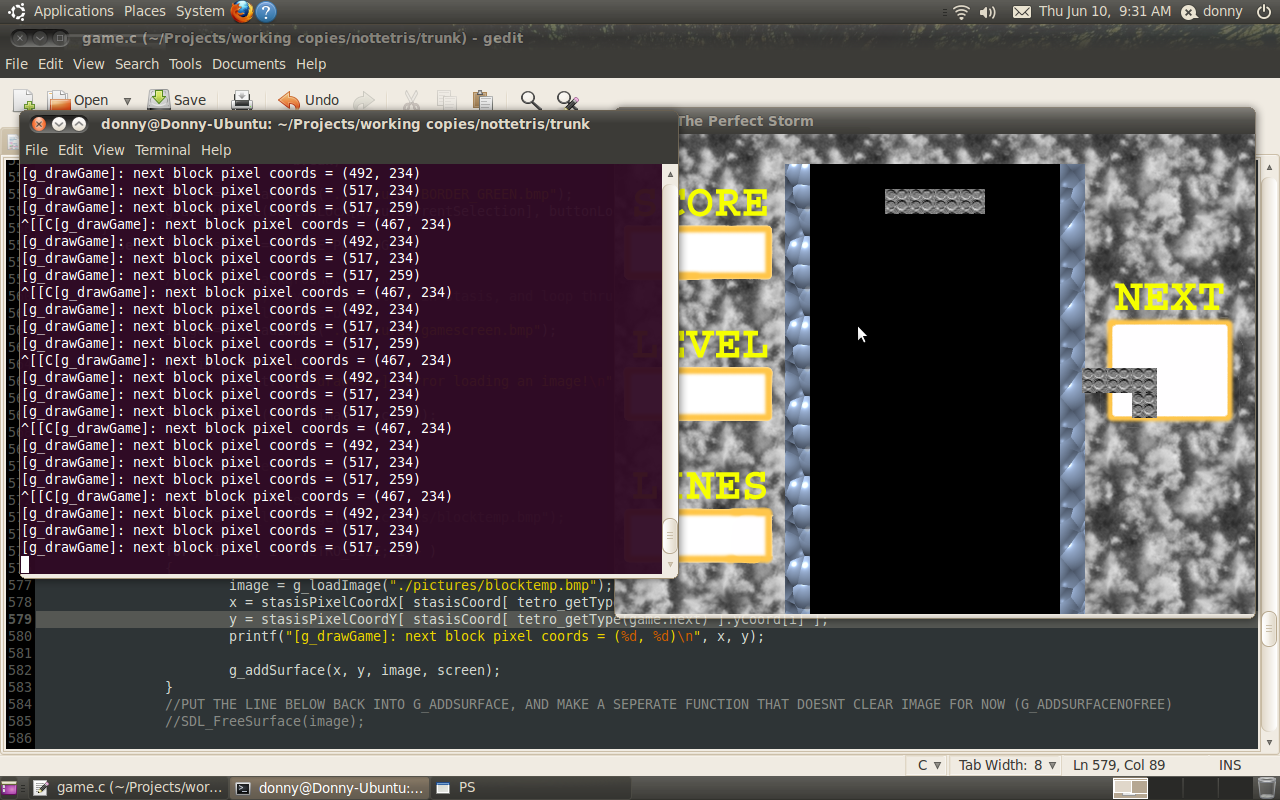 Applications Places System
Thu Jun 10, 9:31 AM donny
game.c (~/Projects/working copies/nottetris/trunk) - gedit
File Edit View Search Tools Documents Help
Open Save Undo
donny@Donny-Ubuntu: ~/Projects/working copies/nottetris/trunk
File Edit View Terminal Help
[g_drawGame]: next block pixel coords = (492, 234)
[g_drawGame]: next block pixel coords = (517, 234)
[g_drawGame]: next block pixel coords = (517, 259)
^[[C[g_drawGame]: next block pixel coords = (467, 234)
[g_drawGame]: next block pixel coords = (492, 234)
[g_drawGame]: next block pixel coords = (517, 234)
[g_drawGame]: next block pixel coords = (517, 259)
^[[C[g_drawGame]: next block pixel coords = (467, 234)
[g_drawGame]: next block pixel coords = (492, 234)
[g_drawGame]: next block pixel coords = (517, 234)
[g_drawGame]: next block pixel coords = (517, 259)
^[[C[g_drawGame]: next block pixel coords = (467, 234)
[g_drawGame]: next block pixel coords = (492, 234)
[g_drawGame]: next block pixel coords = (517, 234)
[g_drawGame]: next block pixel coords = (517, 259)
^[[C[g_drawGame]: next block pixel coords = (467, 234)
[g_drawGame]: next block pixel coords = (492, 234)
[g_drawGame]: next block pixel coords = (517, 234)
[g_drawGame]: next block pixel coords = (517, 259)
^[[C[g_drawGame]: next block pixel coords = (467, 234)
[g_drawGame]: next block pixel coords = (492, 234)
[g_drawGame]: next block pixel coords = (517, 234)
[g_drawGame]: next block pixel coords = (517, 259)
The Perfect Storm
SCORE
LEVEL
LINES
NEXT
577 image = g_loadImage("./pictures/blocktemp.bmp");
578 x = stasisPixelCoordX[ stasisCoord[ tetro_getType
579 y = stasisPixelCoordY[ stasisCoord[ tetro_getType(game.next) ].yCoord[i] ];
580 printf("[g_drawGame]: next block pixel coords = (%d, %d)\n", x, y);
581
582 g_addSurface(x, y, image, screen);
583 }
584 //PUT THE LINE BELOW BACK INTO G_ADDSURFACE, AND MAKE A SEPERATE FUNCTION THAT DOESNT CLEAR IMAGE FOR NOW (G_ADDSURFACENOFREE)
585 //SDL_FreeSurface(image);
586
C Tab Width: 8 Ln 579, Col 89 INS
game.c (~/Projects/wor... donny@Donny-Ubuntu:... PS